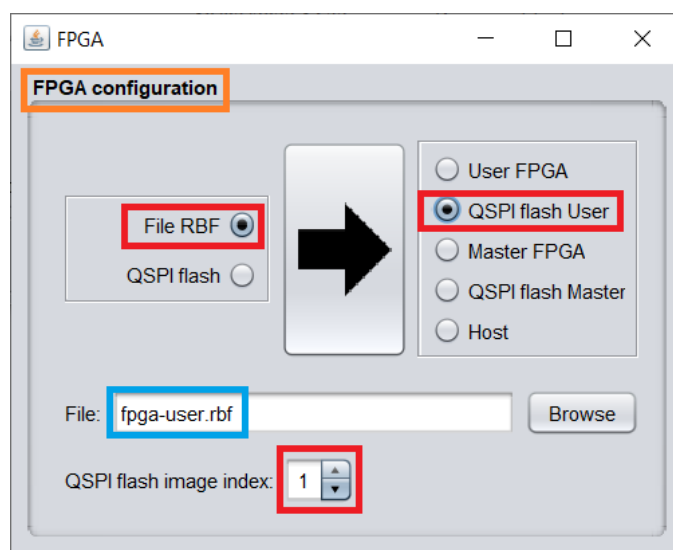 FPGA
FPGA configuration
File RBF
QSPI flash
User FPGA
QSPI flash User
Master FPGA
QSPI flash Master
Host
File: fpga-user.rbf Browse
QSPI flash image index: 1